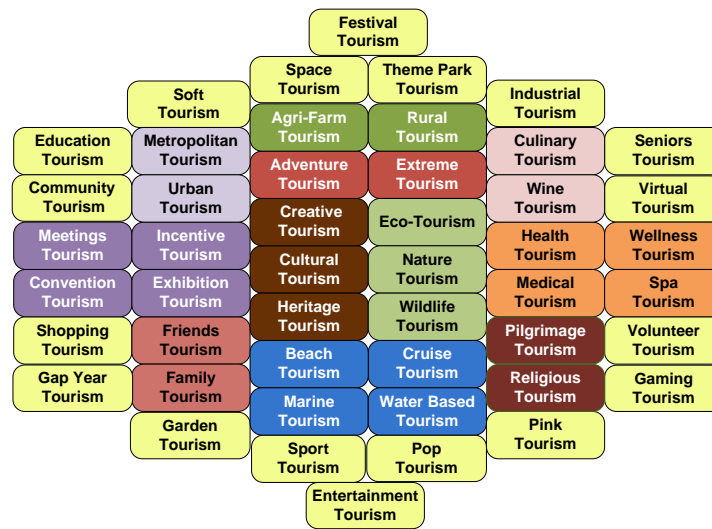 Festival
Tourism
Space
Tourism
Theme Park
Tourism
Soft
Tourism
Industrial
Tourism
Agri-Farm
Tourism
Rural
Tourism
Education
Tourism
Metropolitan
Tourism
Culinary
Tourism
Seniors
Tourism
Adventure
Tourism
Extreme
Tourism
Community
Tourism
Urban
Tourism
Wine
Tourism
Virtual
Tourism
Creative
Tourism
Eco-Tourism
Meetings
Tourism
Incentive
Tourism
Health
Tourism
Wellness
Tourism
Cultural
Tourism
Nature
Tourism
Convention
Tourism
Exhibition
Tourism
Medical
Tourism
Spa
Tourism
Heritage
Tourism
Wildlife
Tourism
Shopping
Tourism
Friends
Tourism
Pilgrimage
Tourism
Volunteer
Tourism
Beach
Tourism
Cruise
Tourism
Gap Year
Tourism
Family
Tourism
Religious
Tourism
Gaming
Tourism
Marine
Tourism
Water Based
Tourism
Garden
Tourism
Pink
Tourism
Sport
Tourism
Pop
Tourism
Entertainment
Tourism